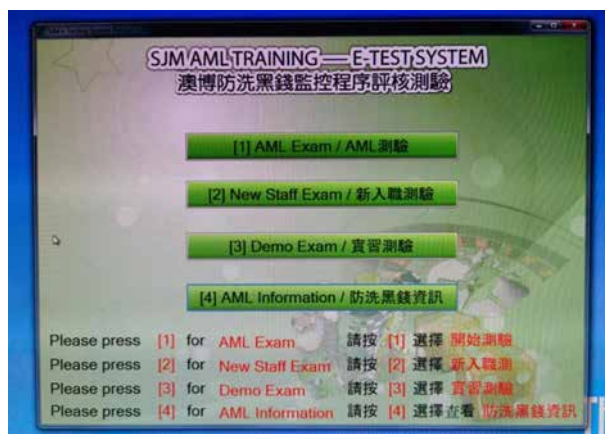 SJM AML TRAINING — E-TEST SYSTEM
澳博防洗黑錢監控程序評核測驗
[1] AML Exam / AML測驗
[2] New Staff Exam / 新入職測驗
[3] Demo Exam / 實習測驗
[4] AML Information / 防洗黑錢資訊
Please press [1] for AML Exam 請按 [1] 選擇 開始測驗
Please press [2] for New Staff Exam 請按 [2] 選擇 新入職測
Please press [3] for Demo Exam 請按 [3] 選擇 實習測驗
Please press [4] for AML Information 請按 [4] 選擇查看 防洗黑錢資訊